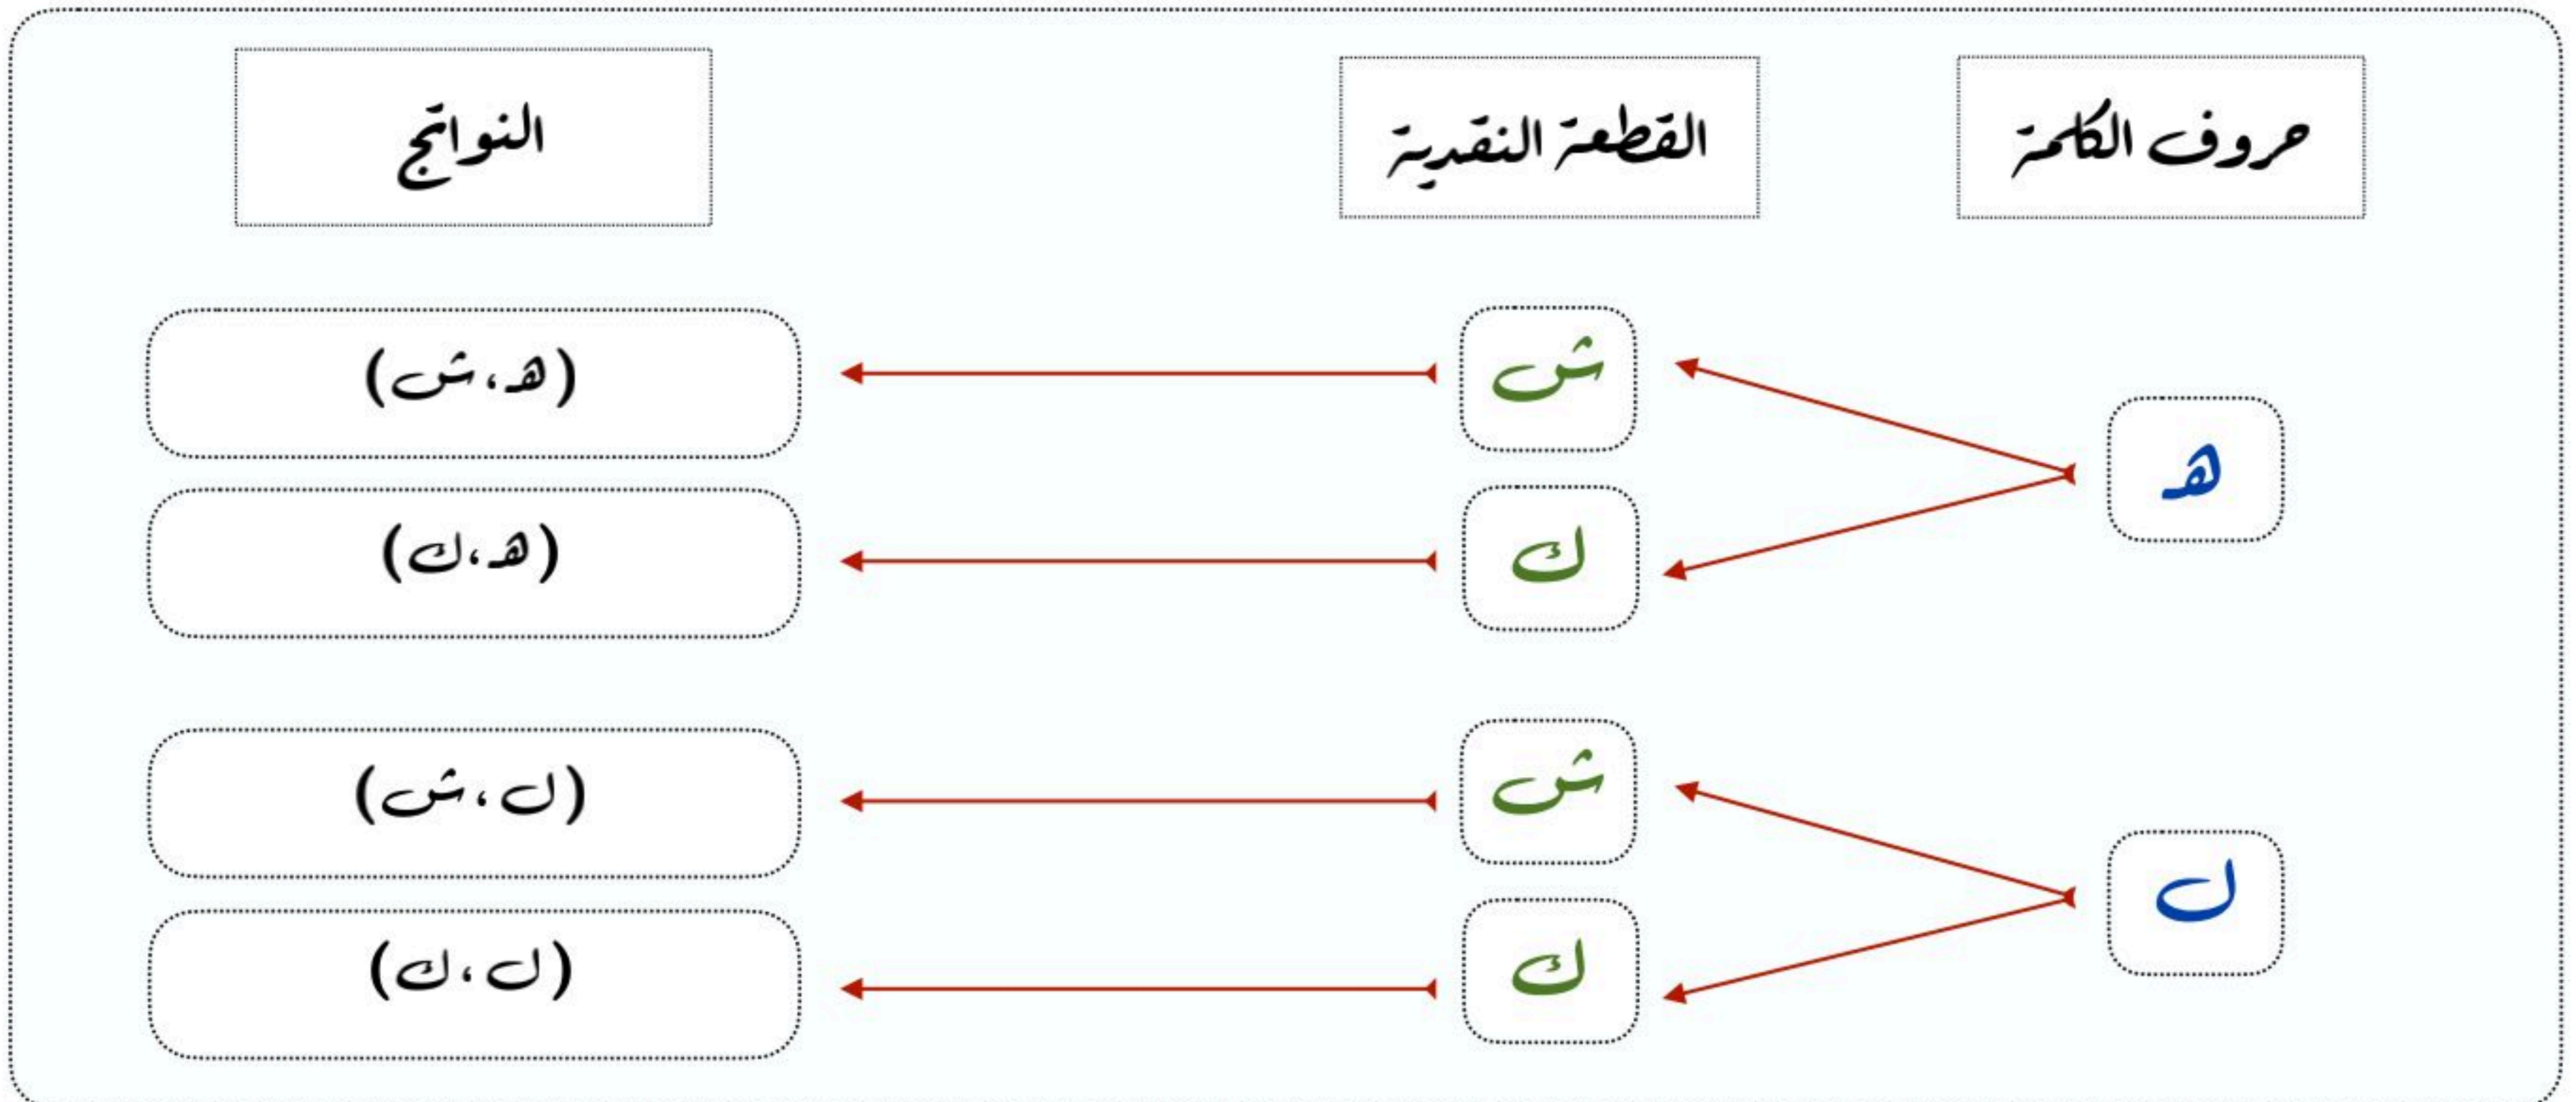 حروف الكلمة القطعة النقدية النواتج
ش (هـ، ش)
هـ
ك (هـ، ك)
ش (ل، ش)
ل
ك (ل، ك)